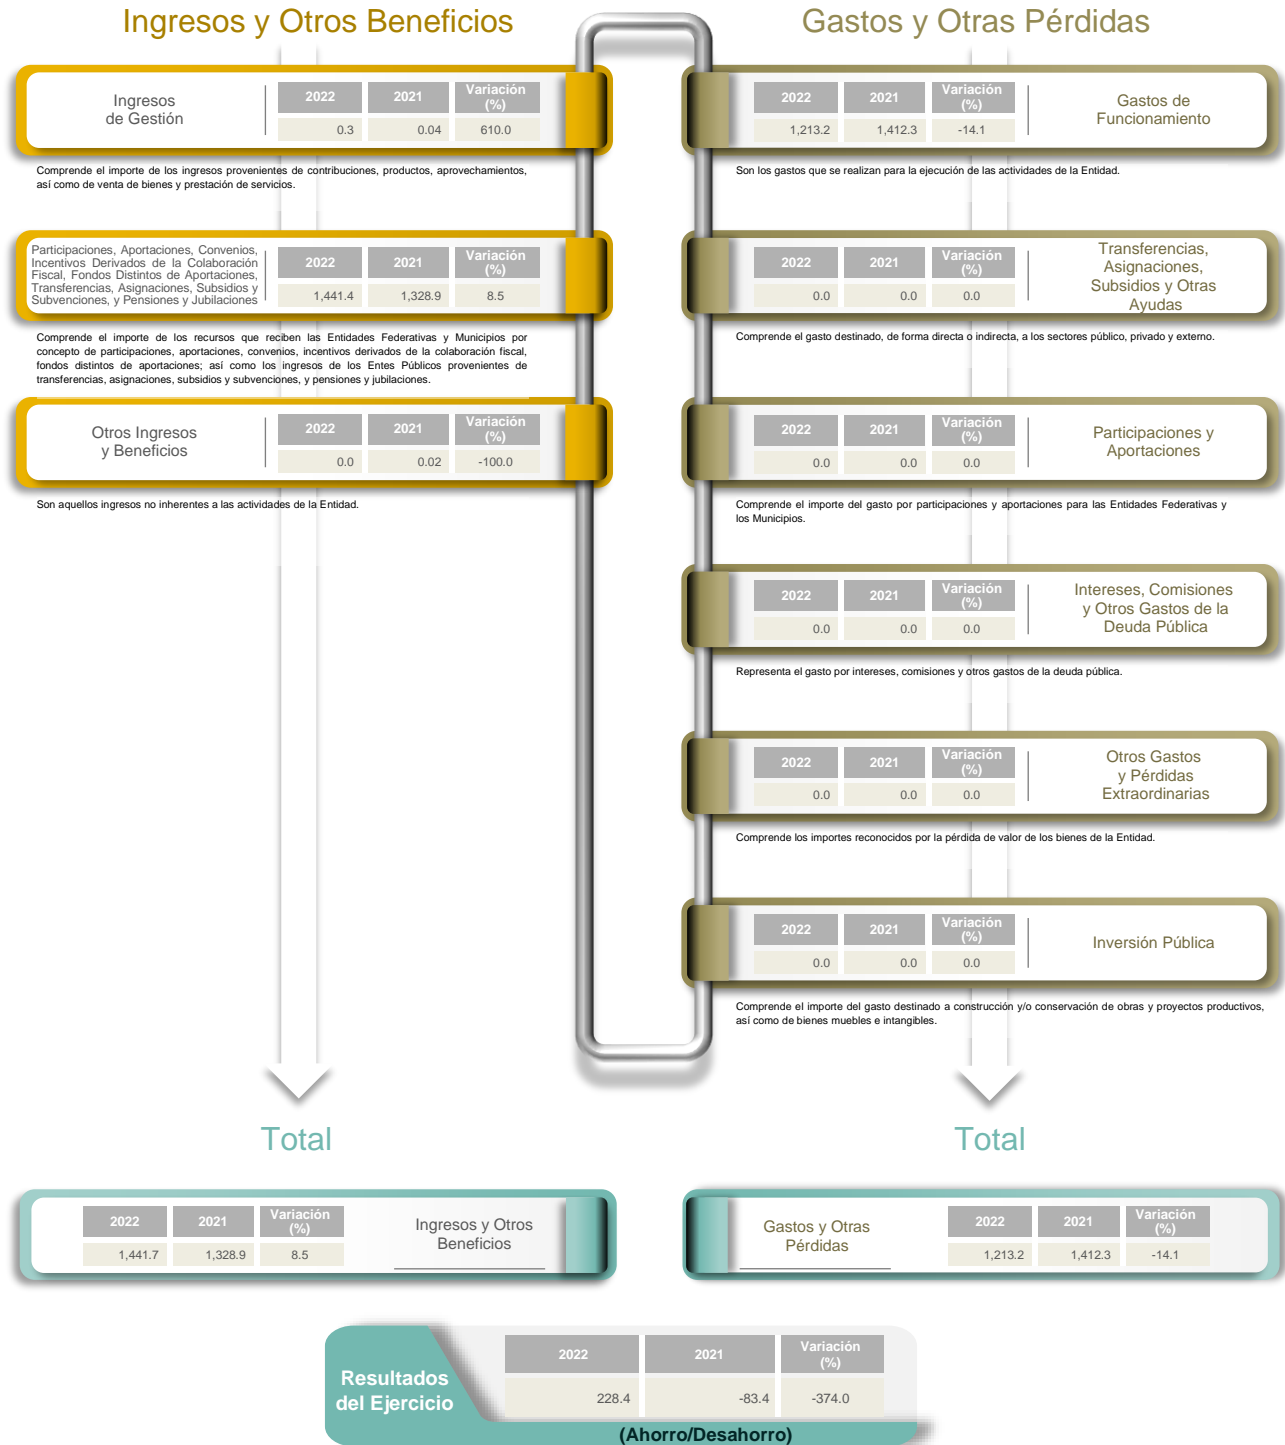 Ingresos y Otros Beneficios
Ingresos
de Gestión
2022 2021 Variación
(%)
0.3 0.04 610.0
Comprende el importe de los ingresos provenientes de contribuciones, productos, aprovechamientos,
así como de venta de bienes y prestación de servicios.
Participaciones, Aportaciones, Convenios,
Incentivos Derivados de la Colaboración
Fiscal, Fondos Distintos de Aportaciones,
Transferencias, Asignaciones, Subsidios y
Subvenciones, y Pensiones y Jubilaciones
2022 2021 Variación
(%)
1,441.4 1,328.9 8.5
Comprende el importe de los recursos que reciben las Entidades Federativas y Municipios por
concepto de participaciones, aportaciones, convenios, incentivos derivados de la colaboración fiscal,
fondos distintos de aportaciones; así como los ingresos de los Entes Públicos provenientes de
transferencias, asignaciones, subsidios y subvenciones, y pensiones y jubilaciones.
Otros Ingresos
y Beneficios
2022 2021 Variación
(%)
0.0 0.02 -100.0
Son aquellos ingresos no inherentes a las actividades de la Entidad.
Gastos y Otras Pérdidas
2022 2021 Variación
(%)
1,213.2 1,412.3 -14.1
Gastos de
Funcionamiento
Son los gastos que se realizan para la ejecución de las actividades de la Entidad.
2022 2021 Variación
(%)
0.0 0.0 0.0
Transferencias,
Asignaciones,
Subsidios y Otras
Ayudas
Comprende el gasto destinado, de forma directa o indirecta, a los sectores público, privado y externo.
2022 2021 Variación
(%)
0.0 0.0 0.0
Participaciones y
Aportaciones
Comprende el importe del gasto por participaciones y aportaciones para las Entidades Federativas y
los Municipios.
2022 2021 Variación
(%)
0.0 0.0 0.0
Intereses, Comisiones
y Otros Gastos de la
Deuda Pública
Representa el gasto por intereses, comisiones y otros gastos de la deuda pública.
2022 2021 Variación
(%)
0.0 0.0 0.0
Otros Gastos
y Pérdidas
Extraordinarias
Comprende los importes reconocidos por la pérdida de valor de los bienes de la Entidad.
2022 2021 Variación
(%)
0.0 0.0 0.0
Inversión Pública
Comprende el importe del gasto destinado a construcción y/o conservación de obras y proyectos productivos,
así como de bienes muebles e intangibles.
Total
2022 2021 Variación
(%)
1,441.7 1,328.9 8.5
Ingresos y Otros
Beneficios
Total
Gastos y Otras
Pérdidas
2022 2021 Variación
(%)
1,213.2 1,412.3 -14.1
Resultados
del Ejercicio
2022 2021 Variación
(%)
228.4 -83.4 -374.0
(Ahorro/Desahorro)